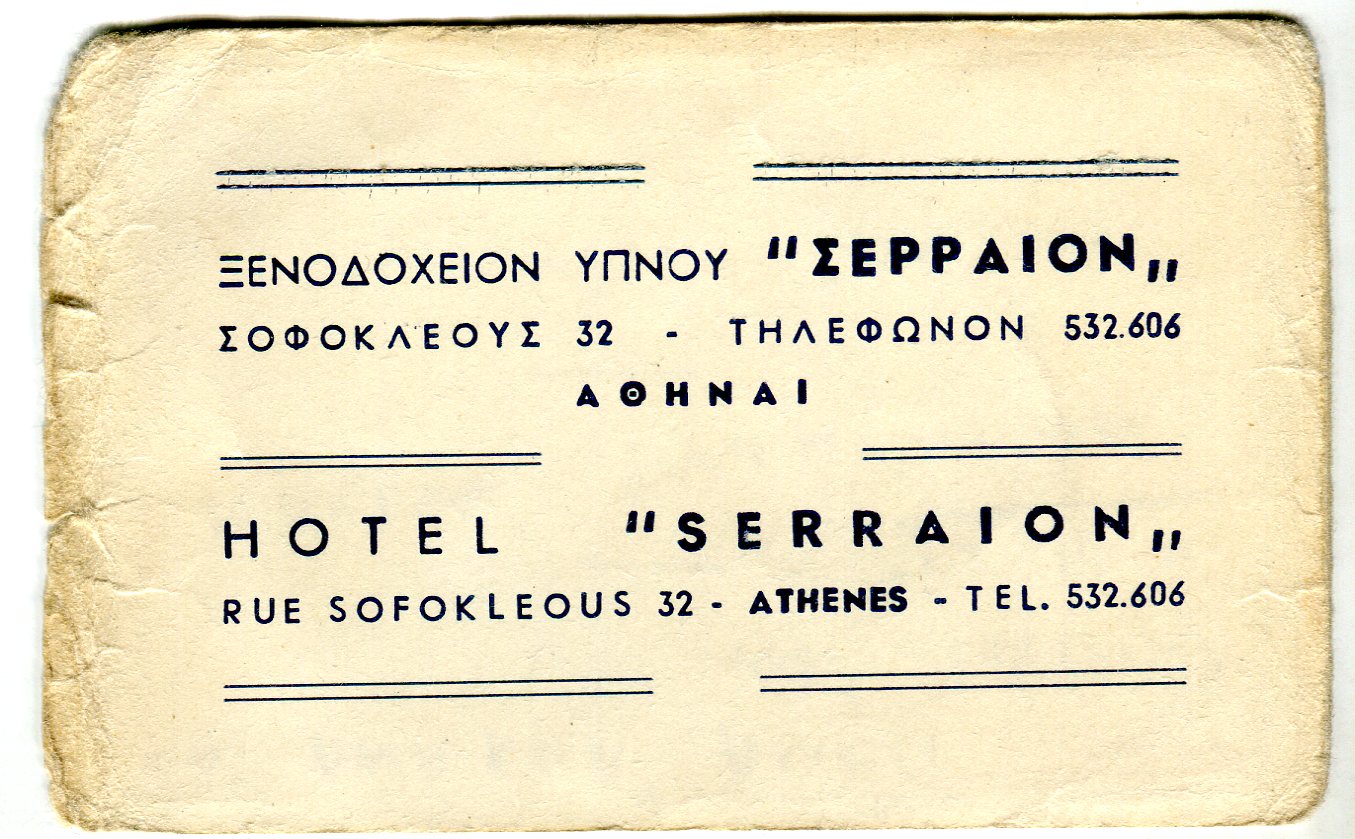 ΞΕΝΟΔΟΧΕΙΟΝ ΥΠΝΟΥ "ΣΕΡΡΑΙΟΝ„
ΣΟΦΟΚΛΕΟΥΣ 32 - ΤΗΛΕΦΩΝΟΝ 532.606
ΑΘΗΝΑΙ
HOTEL "SERRAION„
RUE SOFOKLEOUS 32 - ATHENES - TEL. 532.606